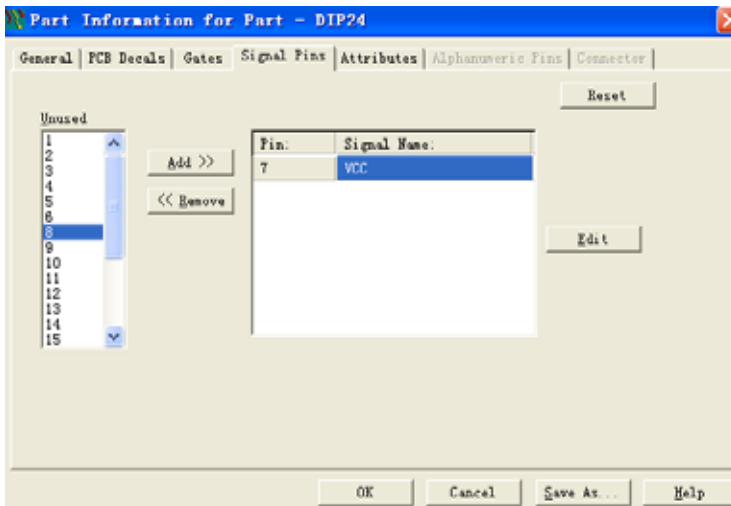 Part Information for Part - DIP24
General PCB Decals Gates Signal Pins Attributes Alphanumeric Pins Connector
Reset
Unused
1
2
3
4
5
6
8
9
10
11
12
13
14
15
Add >>
<< Remove
Pin: Signal Name:
7 VCC
Edit
OK Cancel Save As... Help